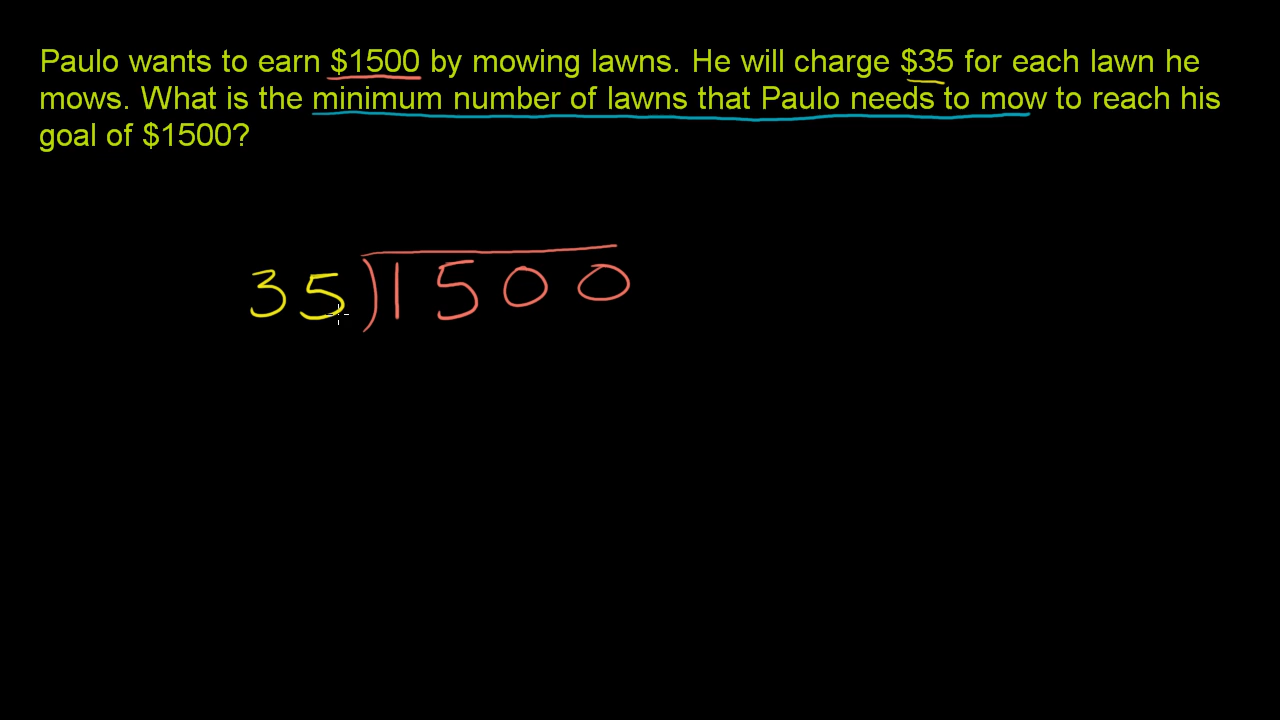 Paulo wants to earn $1500 by mowing lawns. He will charge $35 for each lawn he
mows. What is the minimum number of lawns that Paulo needs to mow to reach his
goal of $1500?
35)1500